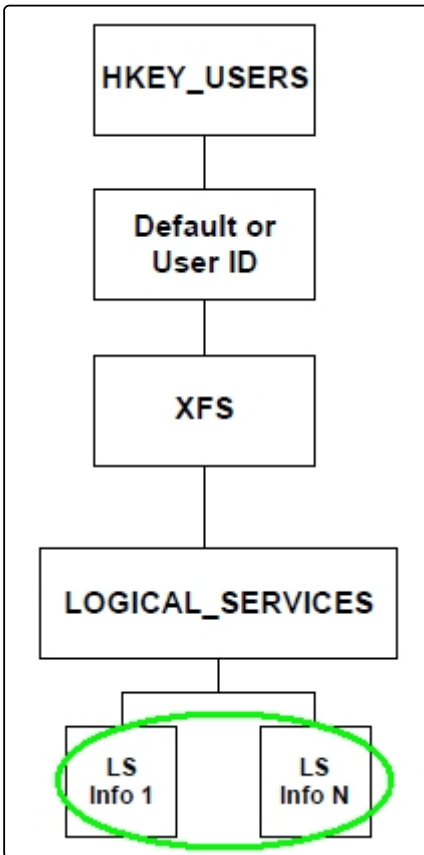 HKEY_USERS
Default or
User ID
XFS
LOGICAL_SERVICES
LS
Info 1
LS
Info N